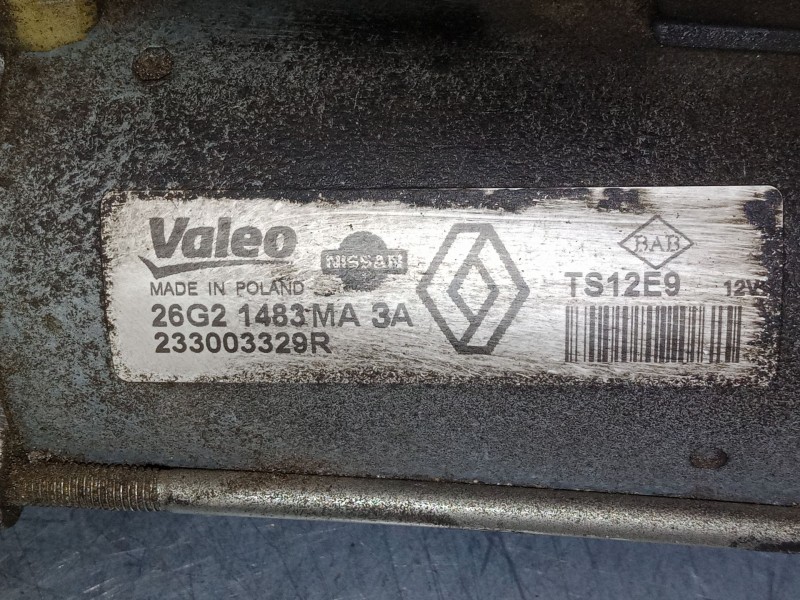 Valeo
NISSAN
MADE IN POLAND
26G2 1483 MA 3A
233003329R
BAB
TS12E9 12V